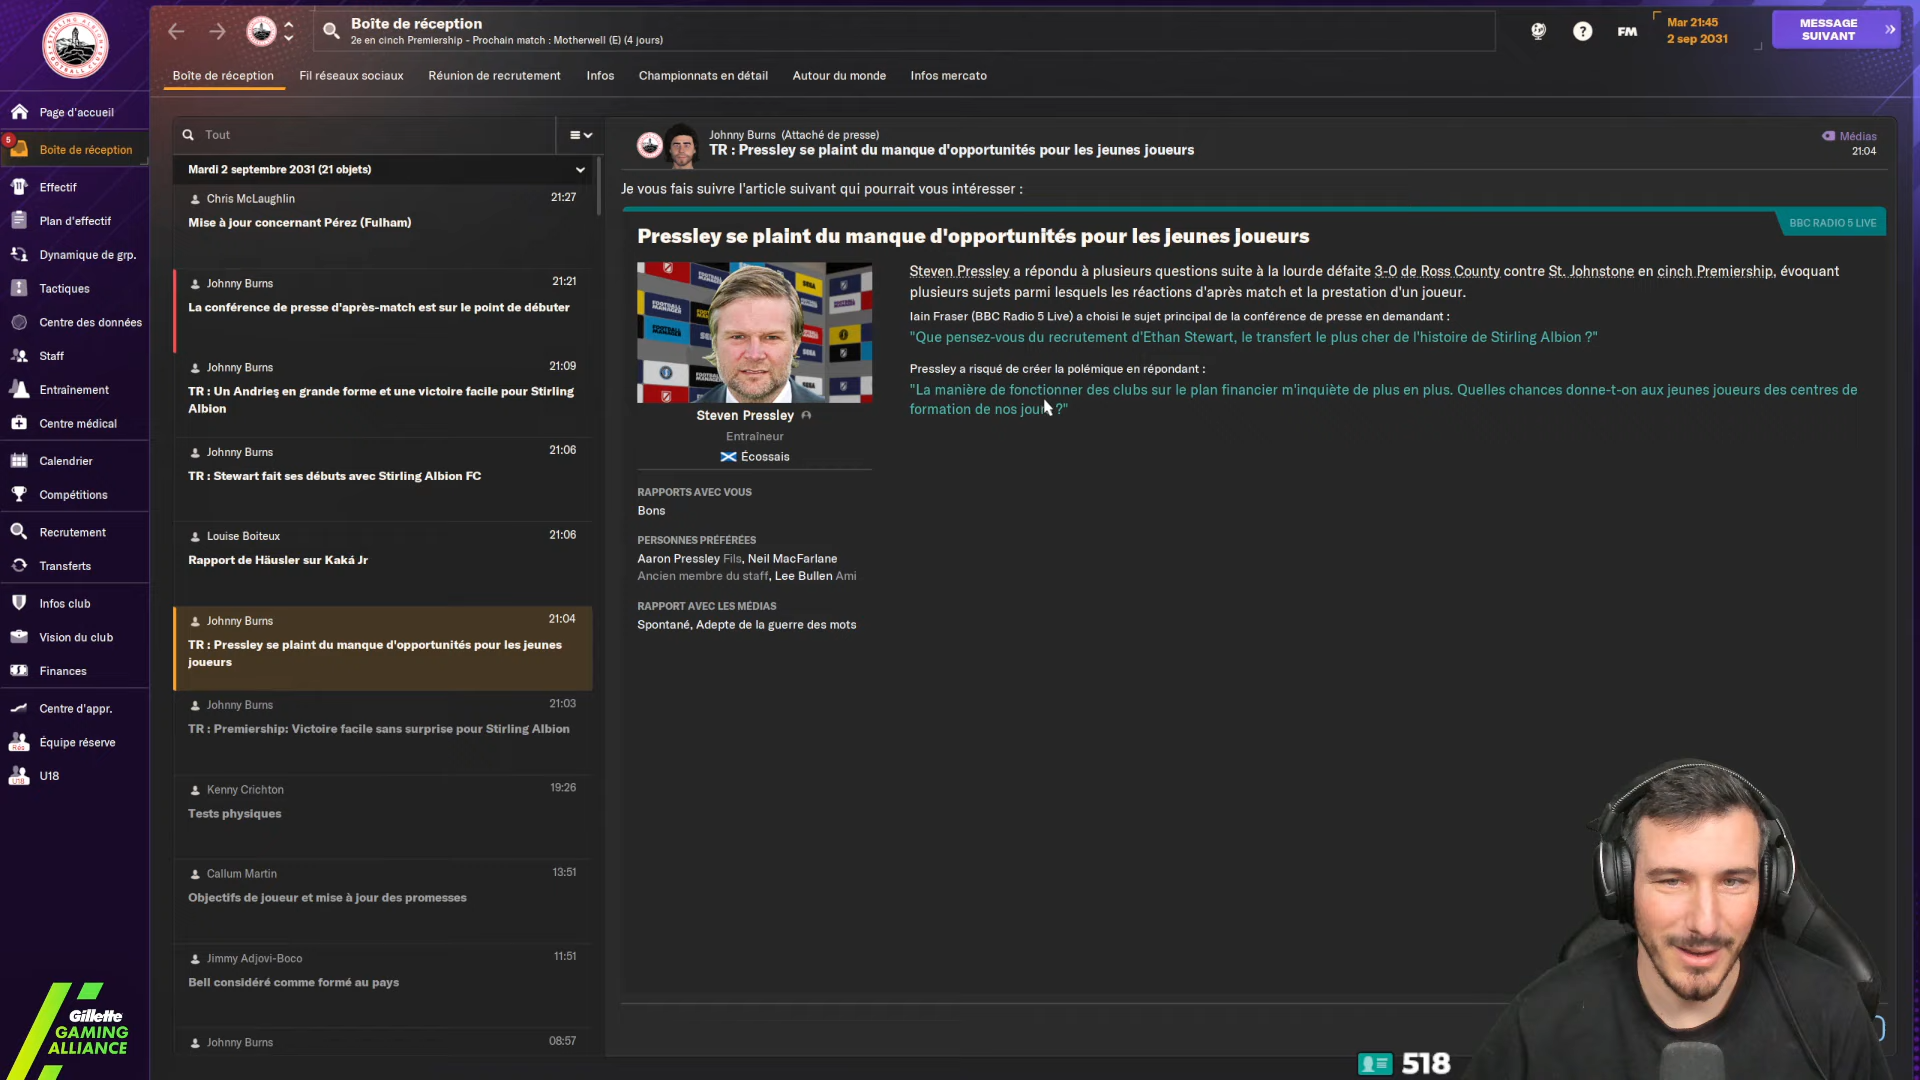 Boîte de réception
2e en cinch Premiership - Prochain match : Motherwell (E) (4 jours)
FM
Mar 21:45
2 sep 2031
MESSAGE
SUIVANT
Boîte de réception
Fil réseaux sociaux
Réunion de recrutement
Infos
Championnats en détail
Autour du monde
Infos mercato
Page d'accueil
5
Boîte de réception
Effectif
Plan d'effectif
Dynamique de grp.
Tactiques
Centre des données
Staff
Entraînement
Centre médical
Calendrier
Compétitions
Recrutement
Transferts
Infos club
Vision du club
Finances
Centre d'appr.
Équipe réserve
U18
Gillette
GAMING
ALLIANCE
Tout
Mardi 2 septembre 2031 (21 objets)
Chris McLaughlin 21:27
Mise à jour concernant Pérez (Fulham)
Johnny Burns 21:21
La conférence de presse d'après-match est sur le point de débuter
Johnny Burns 21:09
TR : Un Andrieş en grande forme et une victoire facile pour Stirling
Albion
Johnny Burns 21:06
TR : Stewart fait ses débuts avec Stirling Albion FC
Louise Boiteux 21:06
Rapport de Häusler sur Kaká Jr
Johnny Burns 21:04
TR : Pressley se plaint du manque d'opportunités pour les jeunes
joueurs
Johnny Burns 21:03
TR : Premiership: Victoire facile sans surprise pour Stirling Albion
Kenny Crichton 19:26
Tests physiques
Callum Martin 13:51
Objectifs de joueur et mise à jour des promesses
Jimmy Adjovi-Boco 11:51
Bell considéré comme formé au pays
Johnny Burns 08:57
Johnny Burns (Attaché de presse)
TR : Pressley se plaint du manque d'opportunités pour les jeunes joueurs
Médias
21:04
Je vous fais suivre l'article suivant qui pourrait vous intéresser :
BBC RADIO 5 LIVE
Pressley se plaint du manque d'opportunités pour les jeunes joueurs
Steven Pressley a répondu à plusieurs questions suite à la lourde défaite 3-0 de Ross County contre St. Johnstone en cinch Premiership, évoquant
plusieurs sujets parmi lesquels les réactions d'après match et la prestation d'un joueur.
Iain Fraser (BBC Radio 5 Live) a choisi le sujet principal de la conférence de presse en demandant :
"Que pensez-vous du recrutement d'Ethan Stewart, le transfert le plus cher de l'histoire de Stirling Albion ?"
Pressley a risqué de créer la polémique en répondant :
"La manière de fonctionner des clubs sur le plan financier m'inquiète de plus en plus. Quelles chances donne-t-on aux jeunes joueurs des centres de
formation de nos jours ?"
Steven Pressley
Entraîneur
Écossais
RAPPORTS AVEC VOUS
Bons
PERSONNES PRÉFÉRÉES
Aaron Pressley Fils, Neil MacFarlane
Ancien membre du staff, Lee Bullen Ami
RAPPORT AVEC LES MÉDIAS
Spontané, Adepte de la guerre des mots
518